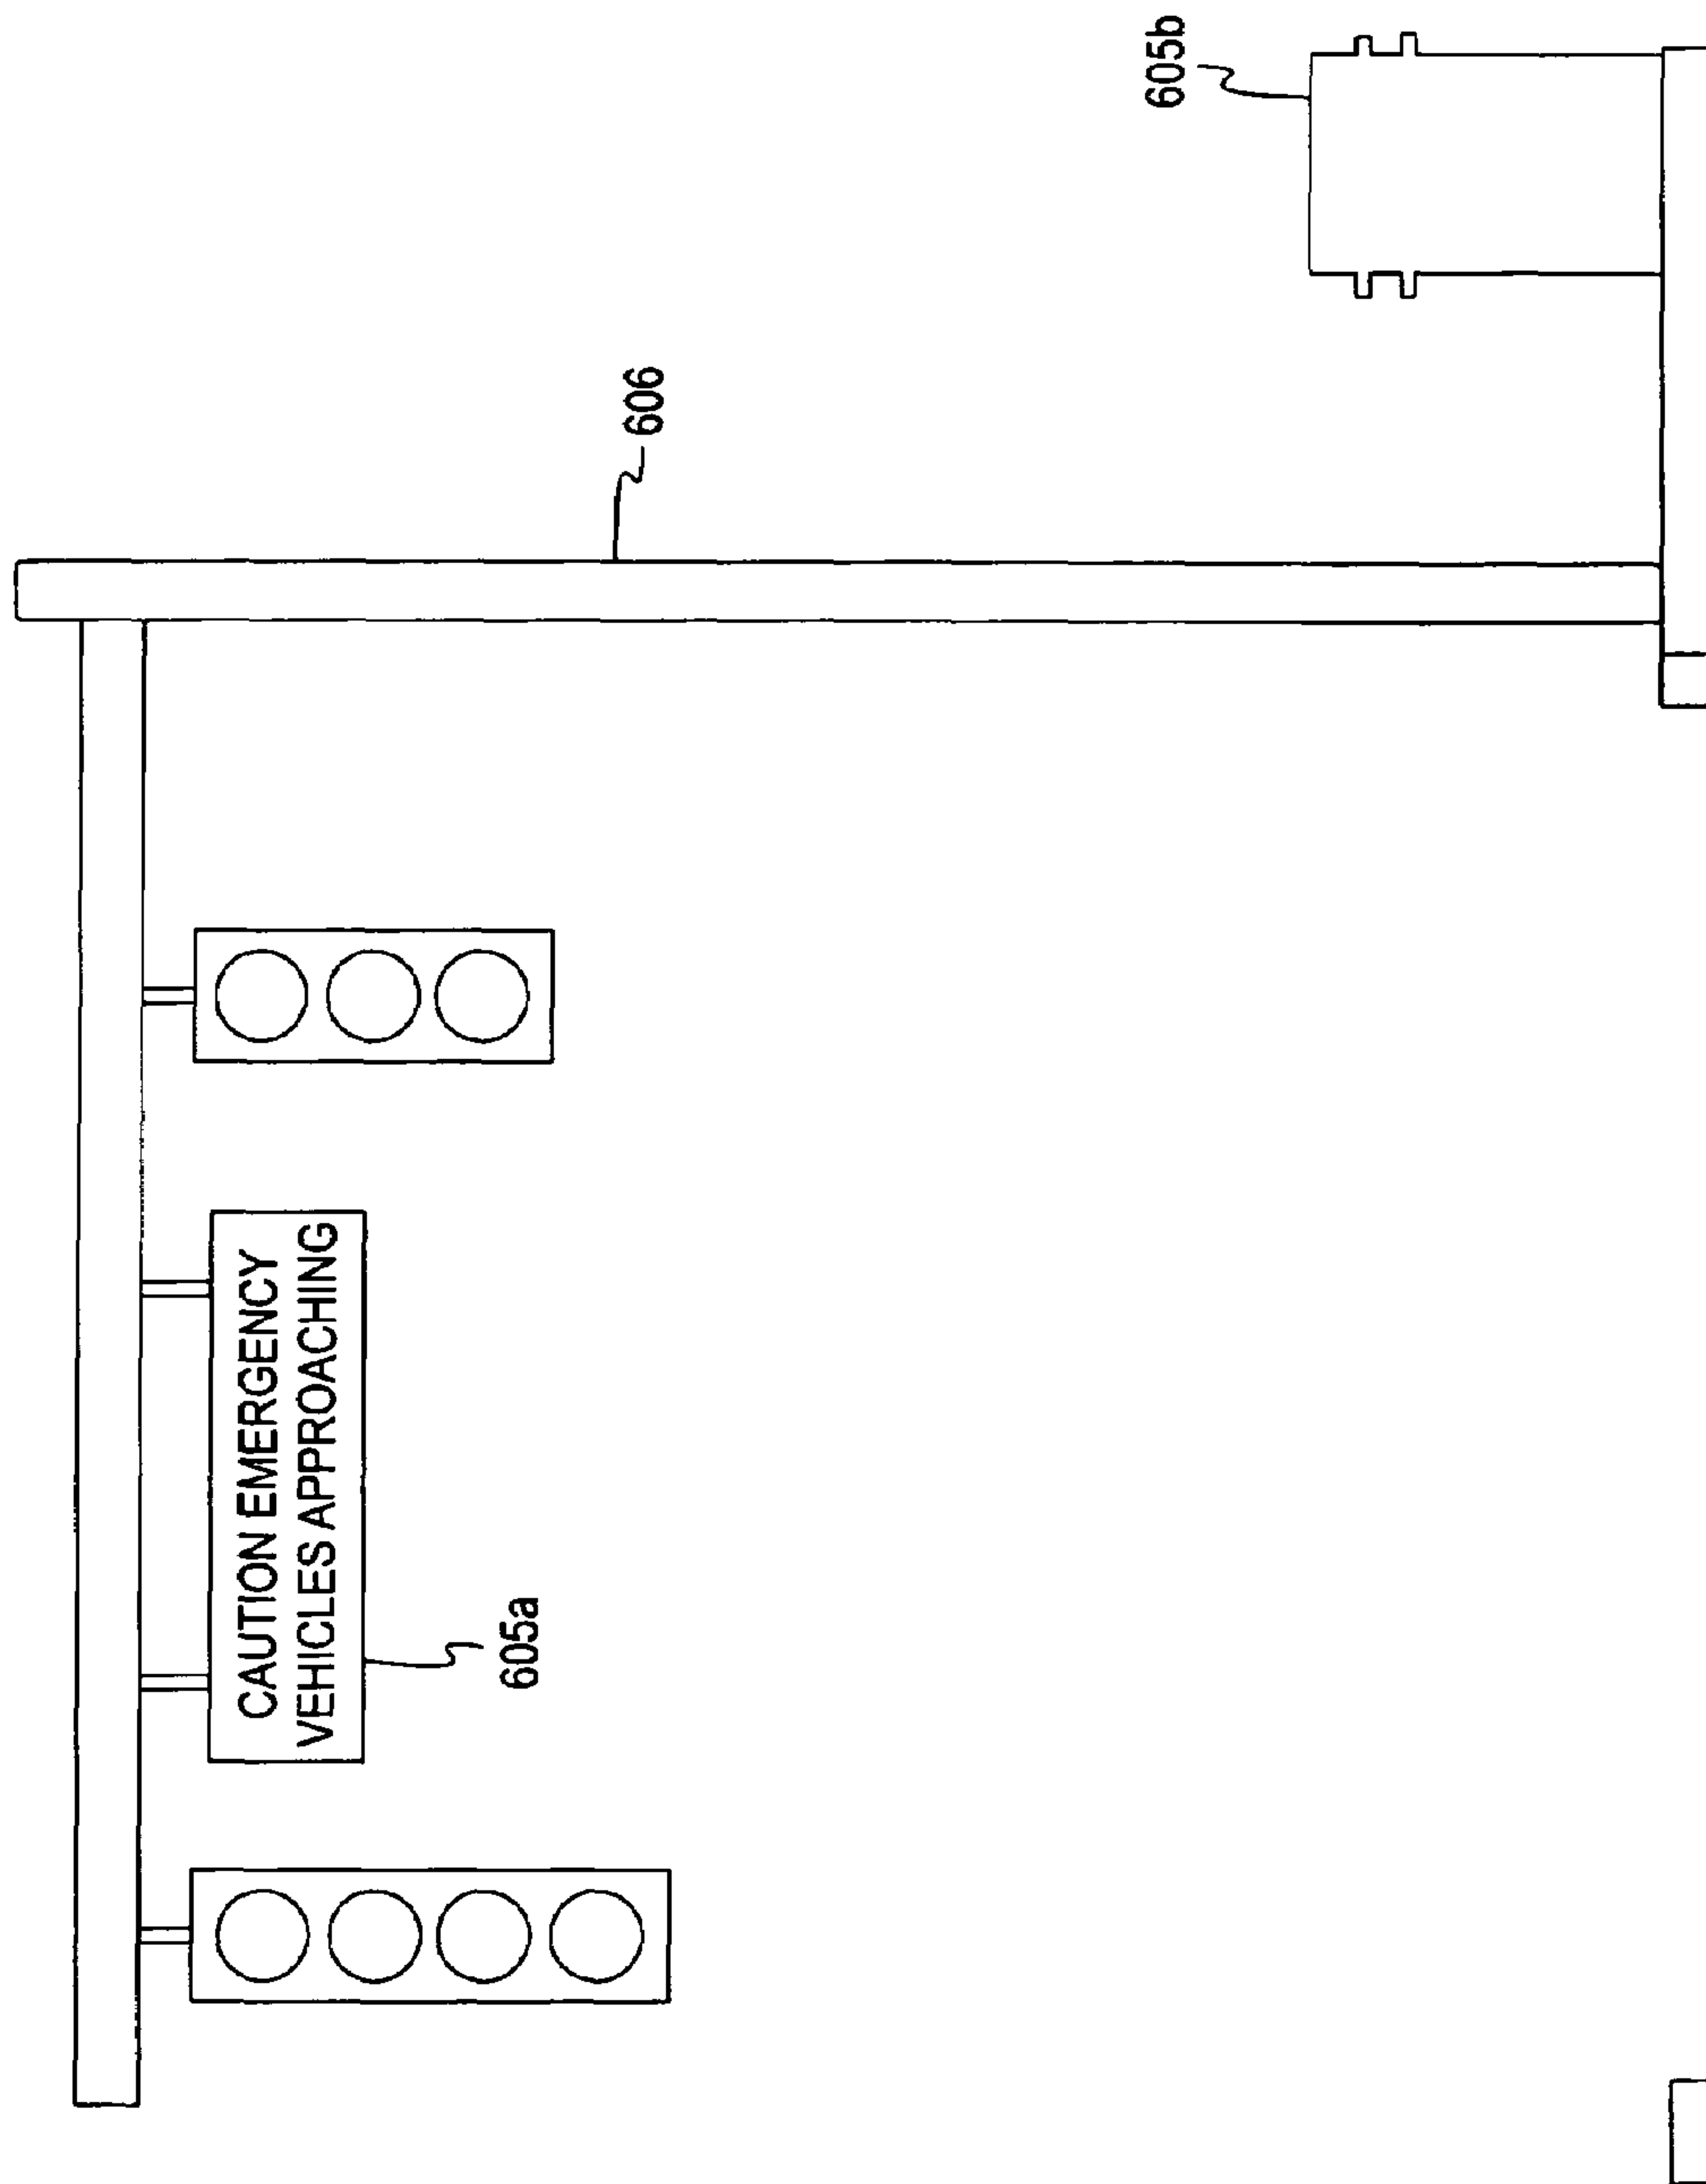 CAUTION EMERGENCY
VEHICLES APPROACHING
605a
606
605b